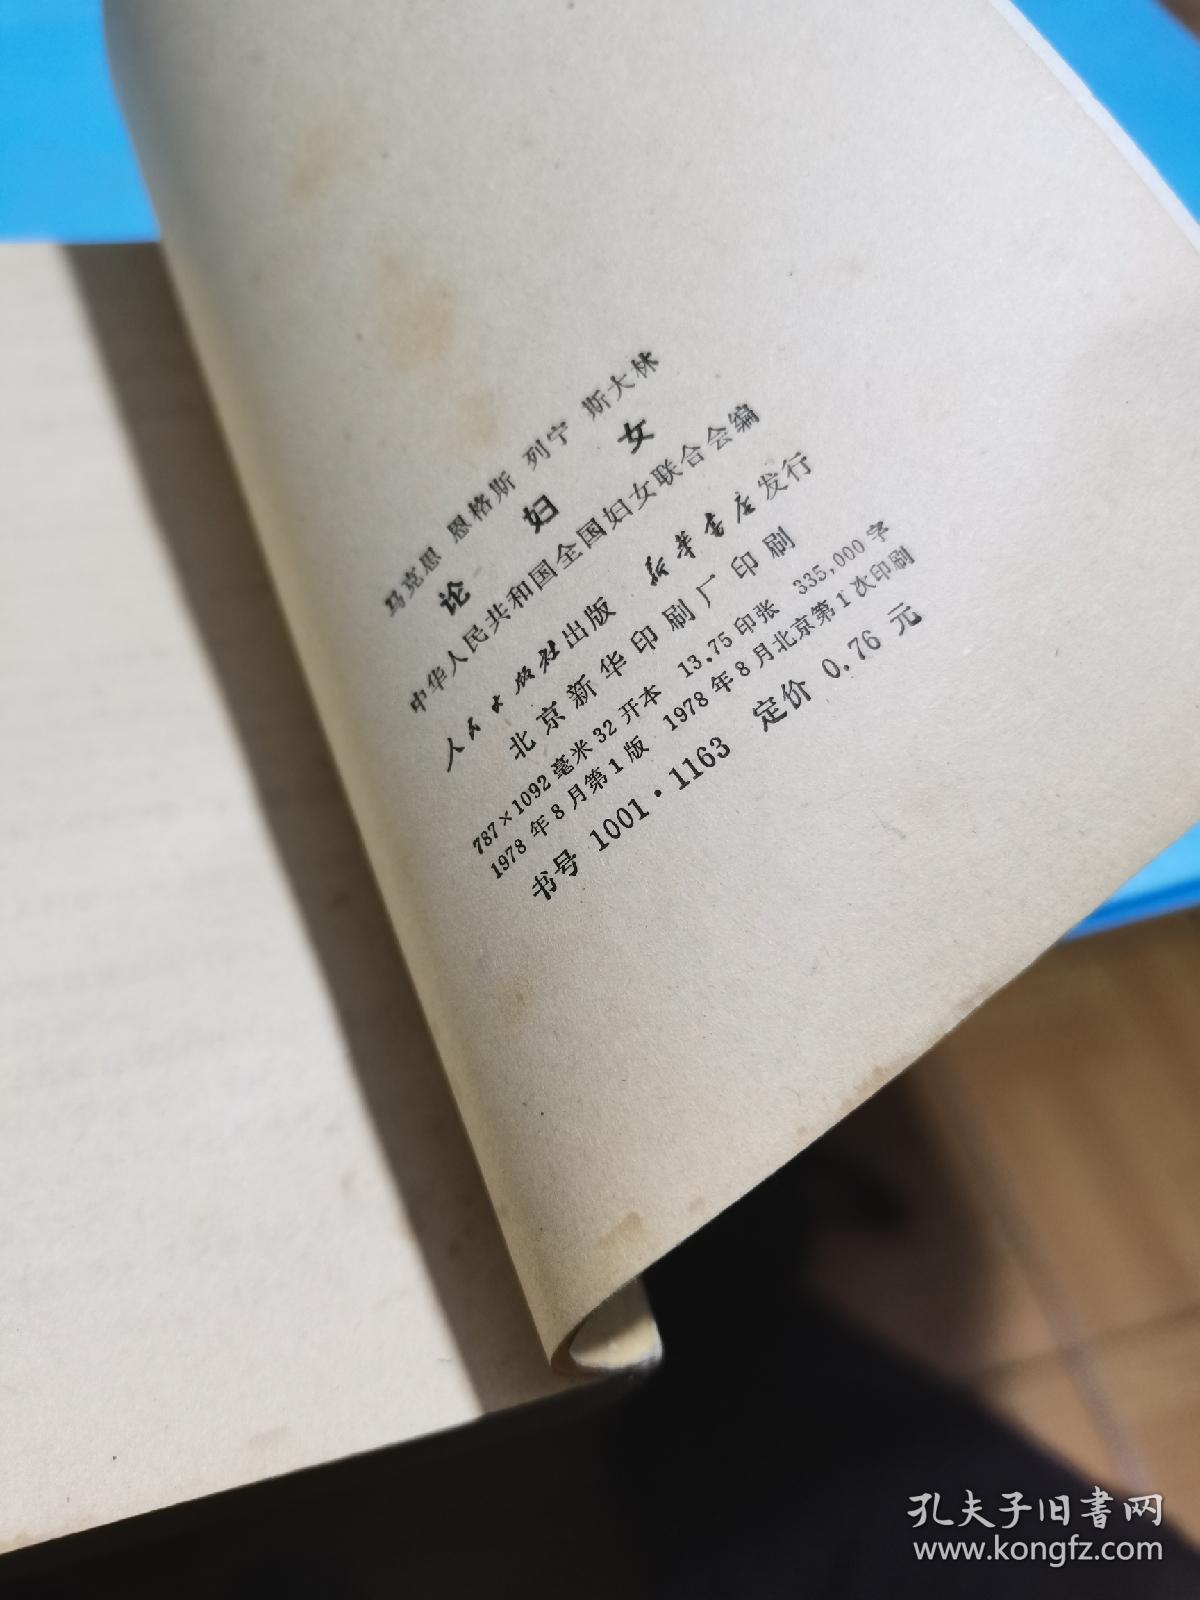 马克思 恩格斯 列宁 斯大林
论 妇 女
中华人民共和国全国妇女联合会编
人民出版社出版 新华书店发行
北京新华印刷厂印刷
787×1092毫米32开本 13.75印张 335,000字
1978年8月第1版 1978年8月北京第1次印刷
书号 1001·1163 定价 0.76 元
孔夫子旧书网
www.kongfz.com